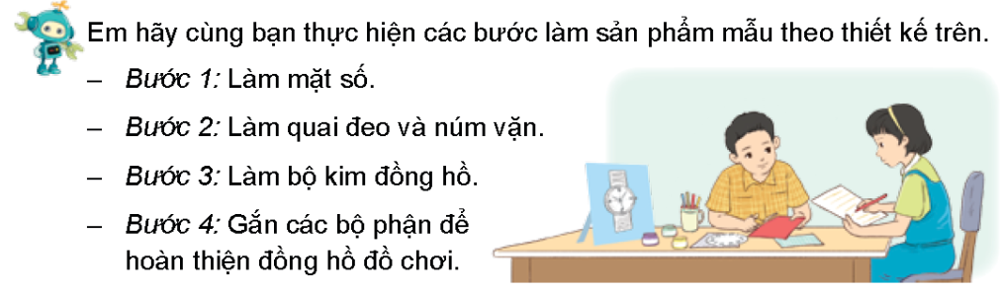 Em hãy cùng bạn thực hiện các bước làm sản phẩm mẫu theo thiết kế trên.
– Bước 1: Làm mặt số.
– Bước 2: Làm quai đeo và núm vặn.
– Bước 3: Làm bộ kim đồng hồ.
– Bước 4: Gắn các bộ phận để
hoàn thiện đồng hồ đồ chơi.